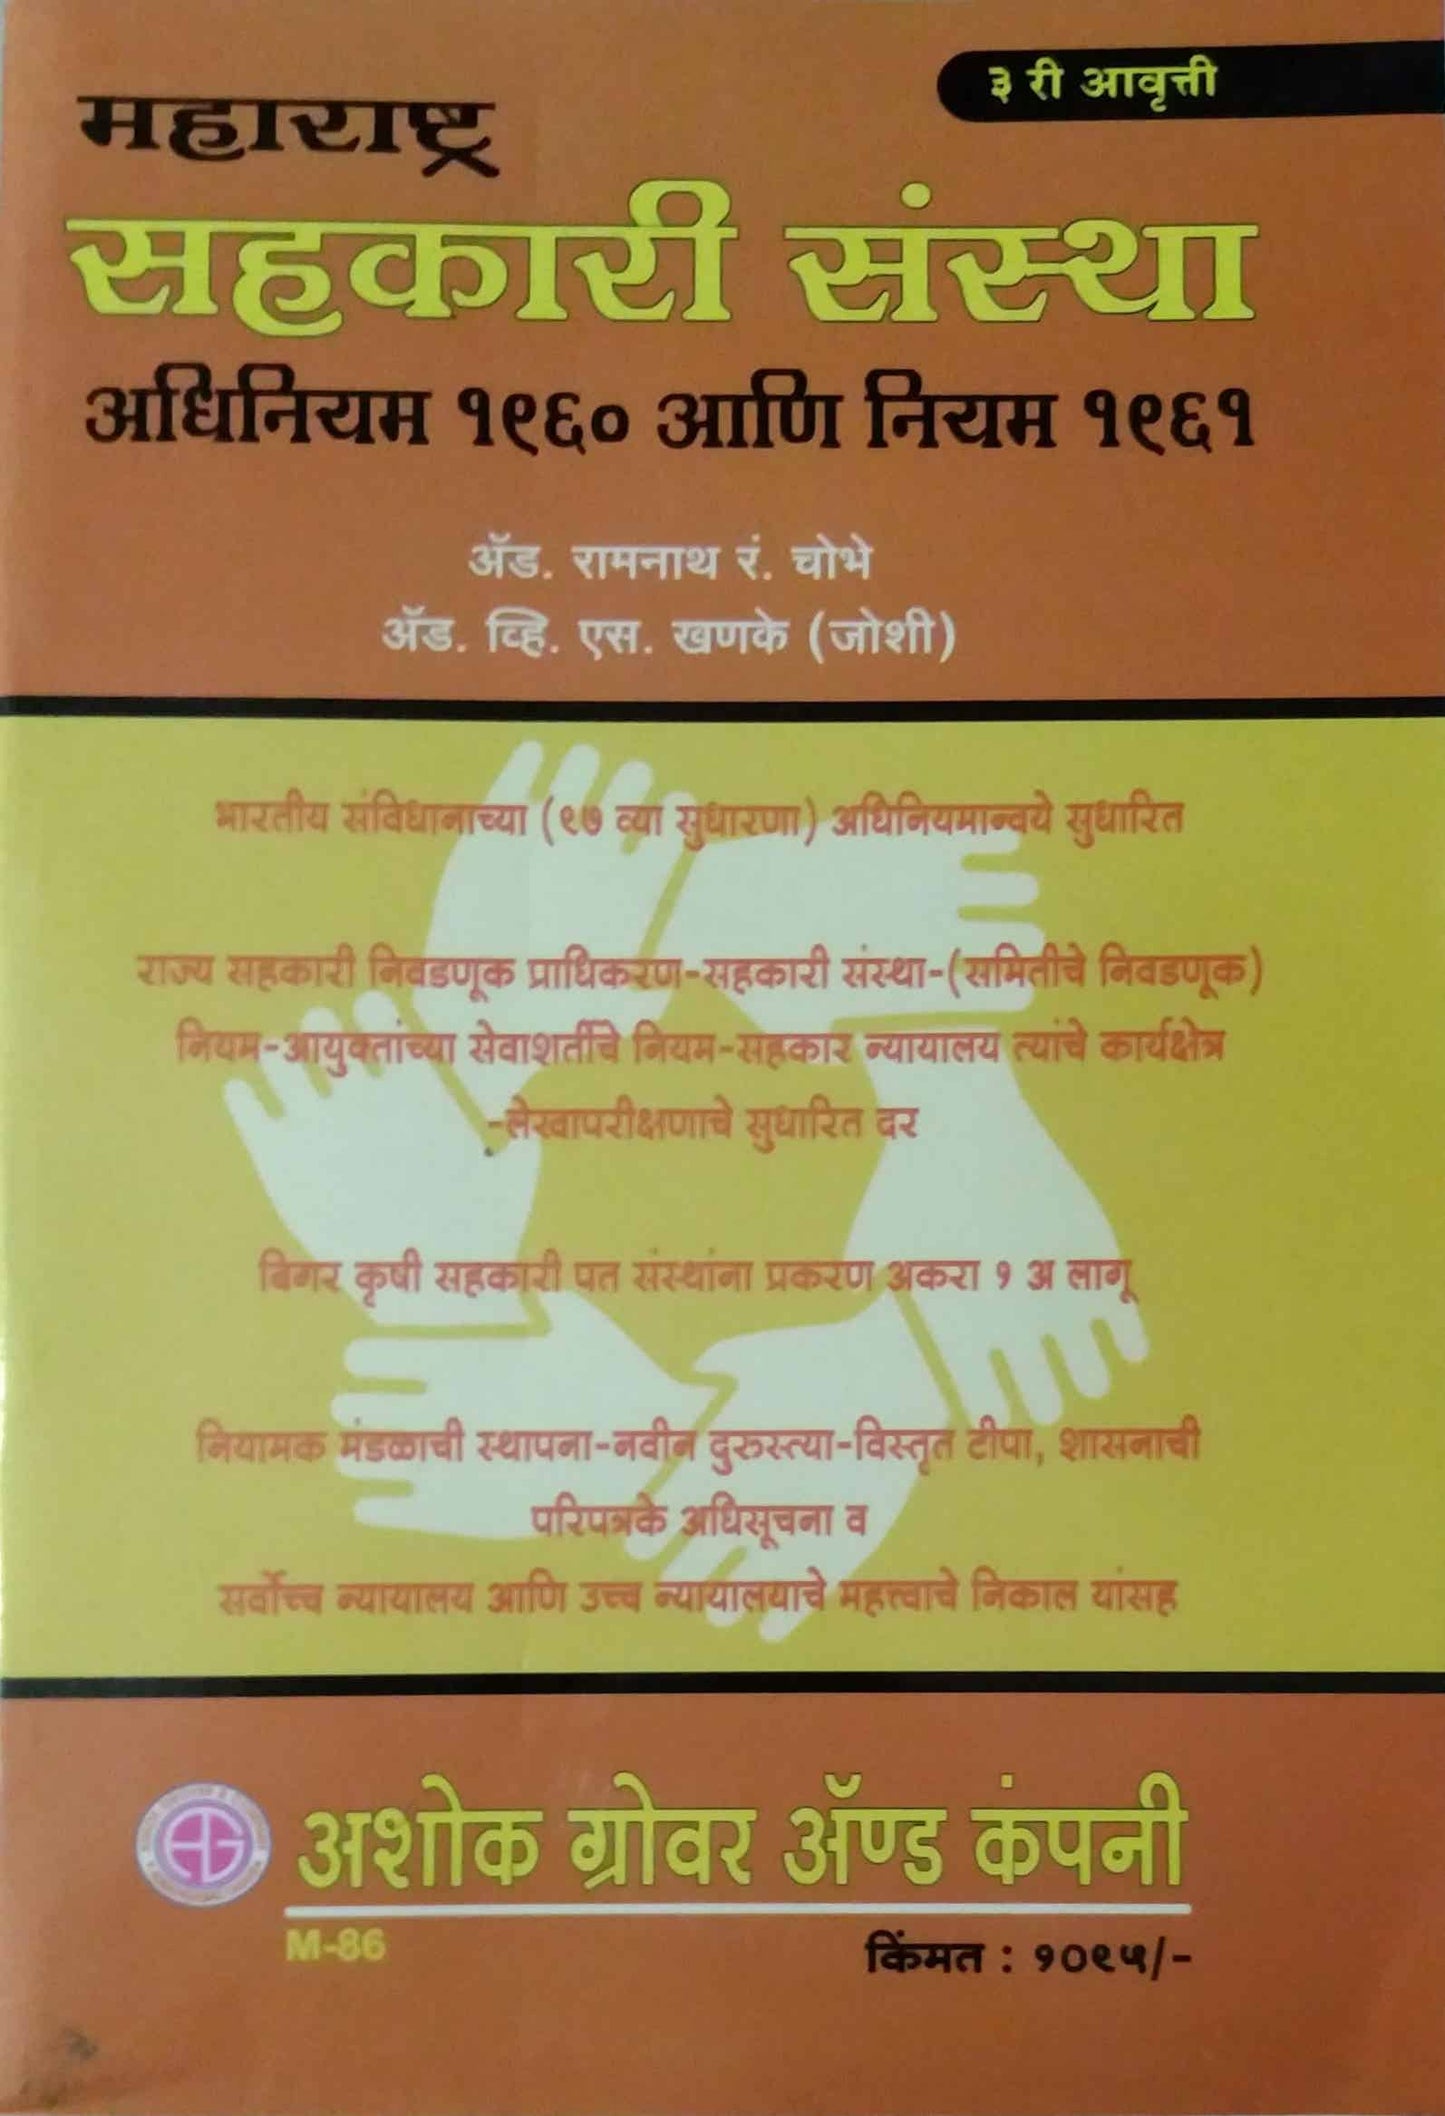 ३ री आवृत्ती
महाराष्ट्र
सहकारी संस्था
अधिनियम १९६० आणि नियम १९६१
ॲड. रामनाथ रं. चोभे
ॲड. व्हि. एस. खणके (जोशी)
भारतीय संविधानाच्या (९७ व्या सुधारणा) अधिनियमान्वये सुधारित
राज्य सहकारी निवडणूक प्राधिकरण-सहकारी संस्था-(समितीचे निवडणूक)
नियम-आयुक्तांच्या सेवाशर्तीचे नियम-सहकार न्यायालय त्यांचे कार्यक्षेत्र
-लेखापरीक्षणाचे सुधारित दर
बिगर कृषी सहकारी पत संस्थांना प्रकरण अकरा १ अ लागू
नियामक मंडळाची स्थापना-नवीन दुरुस्त्या-विस्तृत टीपा, शासनाची
परिपत्रके अधिसूचना व
सर्वोच्च न्यायालय आणि उच्च न्यायालयाचे महत्त्वाचे निकाल यांसह
अशोक ग्रोवर ॲण्ड कंपनी
M-86
किंमत : १०९५/-